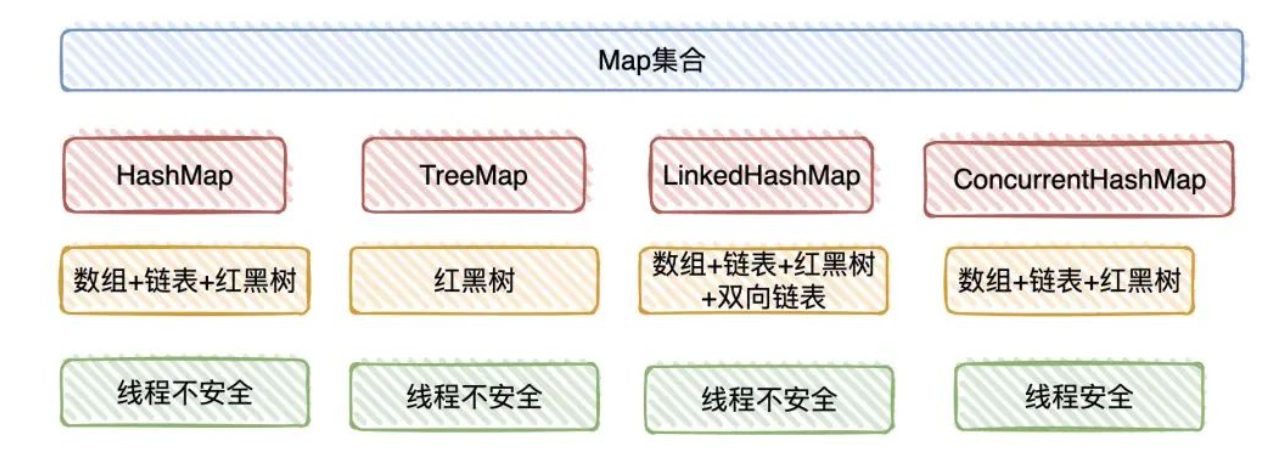 Map集合
HashMap
TreeMap
LinkedHashMap
ConcurrentHashMap
数组+链表+红黑树
红黑树
数组+链表+红黑树
+双向链表
数组+链表+红黑树
线程不安全
线程不安全
线程不安全
线程安全